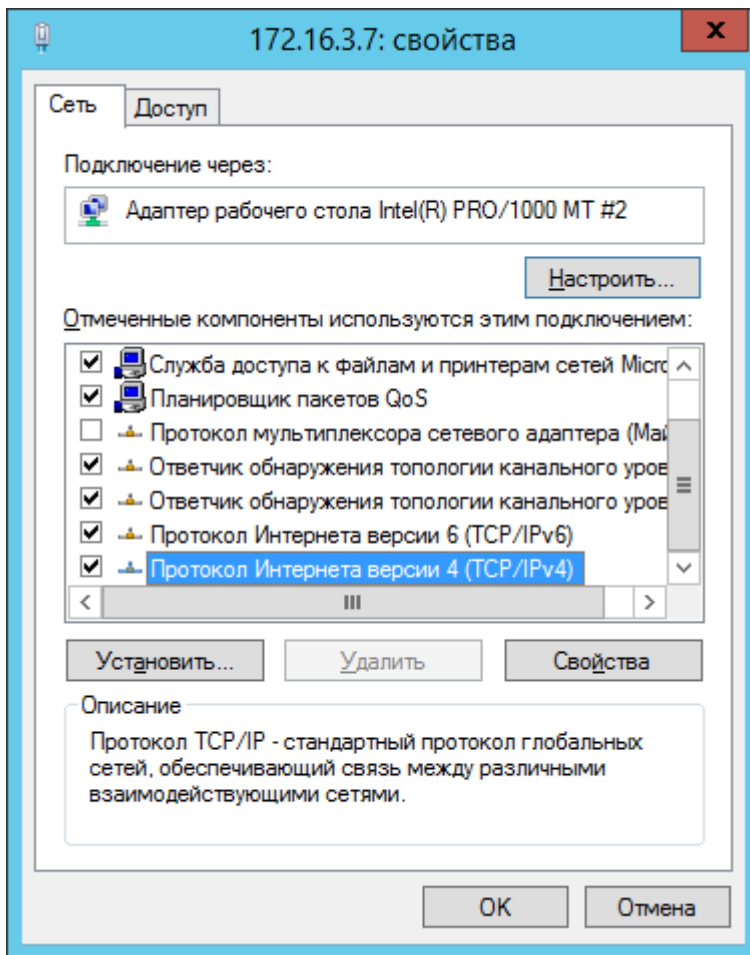 172.16.3.7: свойства
Сеть
Доступ
Подключение через:
Адаптер рабочего стола Intel(R) PRO/1000 MT #2
Настроить...
Отмеченные компоненты используются этим подключением:
Служба доступа к файлам и принтерам сетей Micro
Планировщик пакетов QoS
Протокол мультиплексора сетевого адаптера (Май
Ответчик обнаружения топологии канального уров
Ответчик обнаружения топологии канального уров
Протокол Интернета версии 6 (TCP/IPv6)
Протокол Интернета версии 4 (TCP/IPv4)
Установить...
Удалить
Свойства
Описание
Протокол TCP/IP - стандартный протокол глобальных
сетей, обеспечивающий связь между различными
взаимодействующими сетями.
OK
Отмена